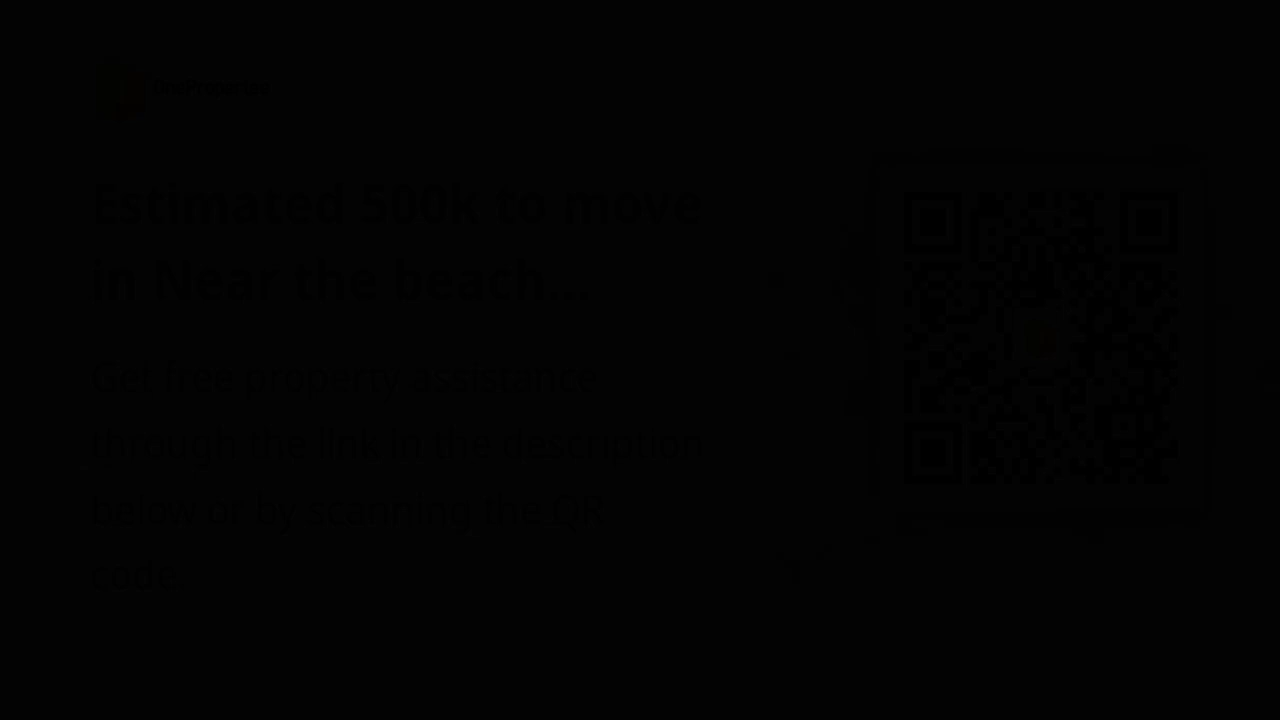 OneProperties
Estimated 500k to move
in Near the beach...
Get free property assistance
through the link in the description
below or by scanning the QR
code.